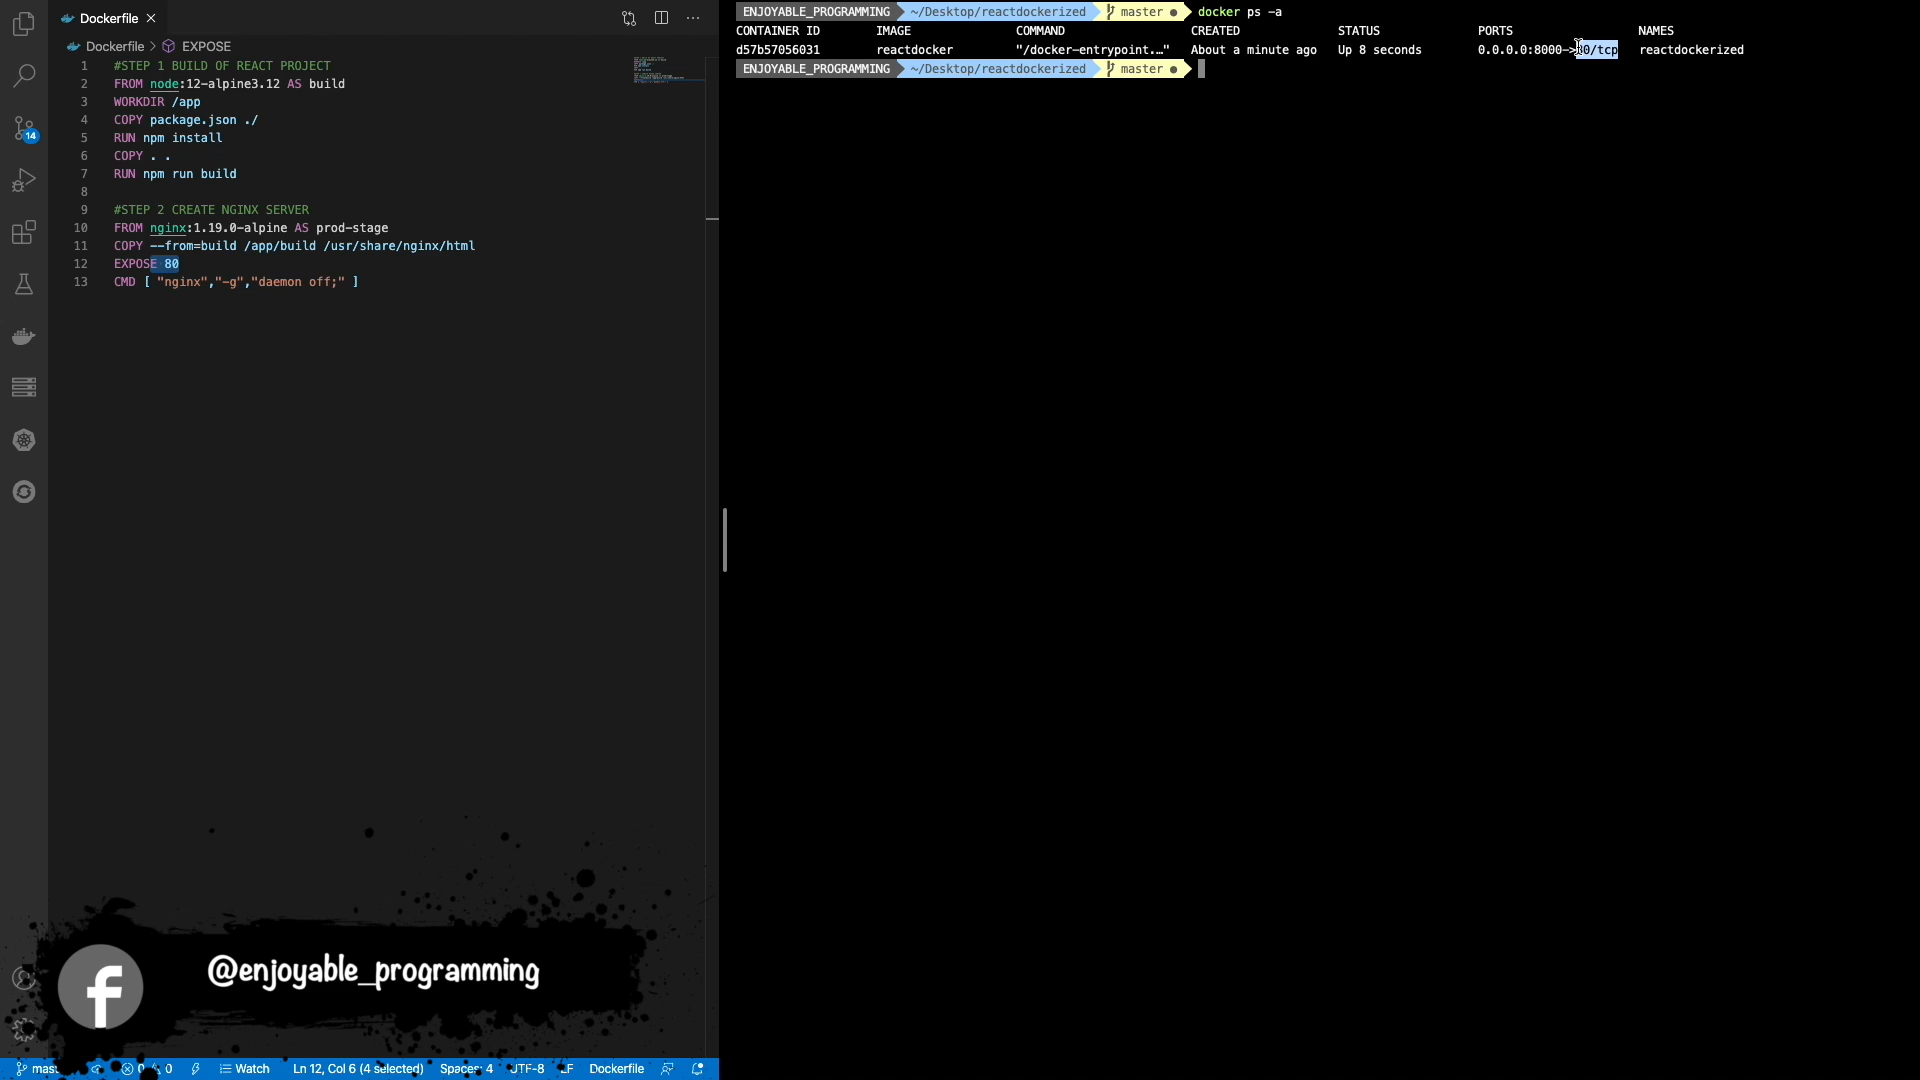 Dockerfile
Dockerfile > EXPOSE
1 #STEP 1 BUILD OF REACT PROJECT
2 FROM node:12-alpine3.12 AS build
3 WORKDIR /app
4 COPY package.json ./
5 RUN npm install
6 COPY . .
7 RUN npm run build
8
9 #STEP 2 CREATE NGINX SERVER
10 FROM nginx:1.19.0-alpine AS prod-stage
11 COPY --from=build /app/build /usr/share/nginx/html
12 EXPOSE 80
13 CMD [ "nginx","-g","daemon off;" ]
14
@enjoyable_programming
Watch Ln 12, Col 6 (4 selected) Spaces: 4 UTF-8 LF Dockerfile
ENJOYABLE_PROGRAMMING ~/Desktop/reactdockerized master ● docker ps -a
CONTAINER ID IMAGE COMMAND CREATED STATUS PORTS NAMES
d57b57056031 reactdocker "/docker-entrypoint.…" About a minute ago Up 8 seconds 0.0.0.0:8000->80/tcp reactdockerized
ENJOYABLE_PROGRAMMING ~/Desktop/reactdockerized master ●